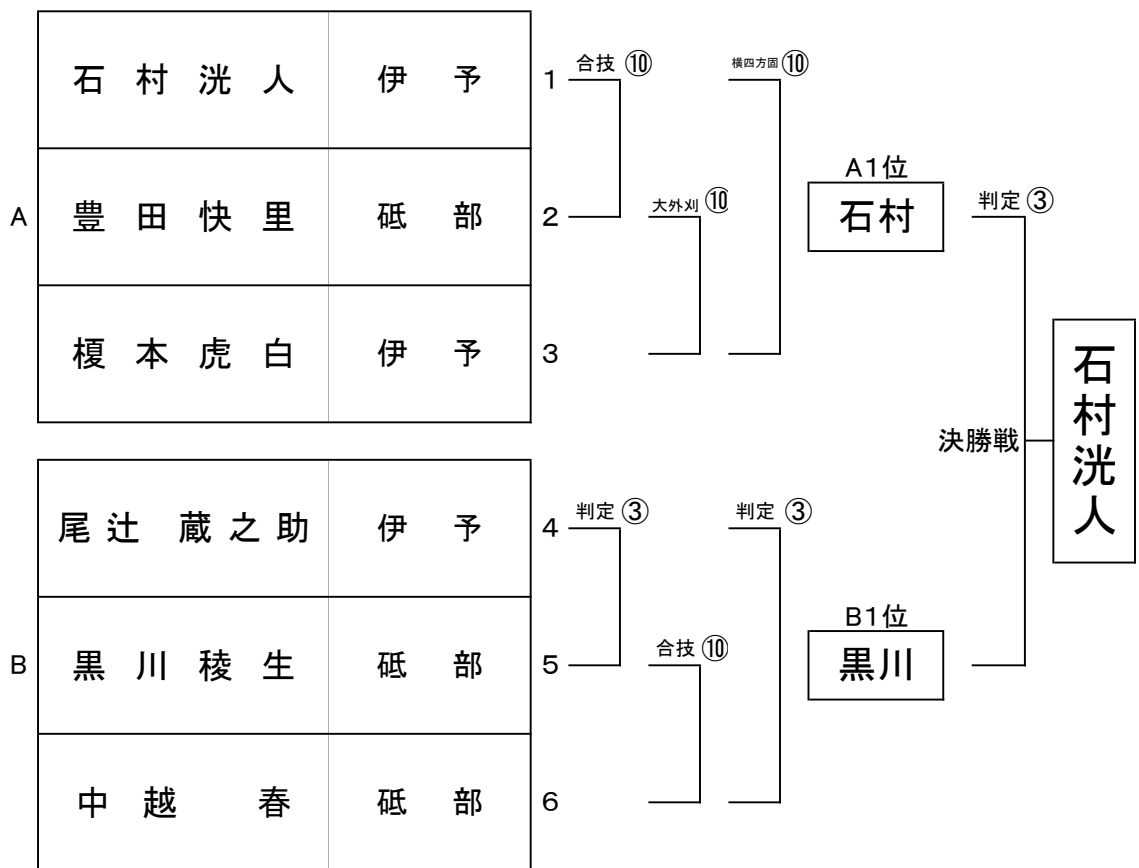 石村洸人 伊予 1 合技 ⑩ 横四方固 ⑩
A1位
A 豊田快里 砥部 2 大外刈 ⑩ 石村 判定 ③
榎本虎白 伊予 3
決勝戦 石村洸人
尾辻 蔵之助 伊予 4 判定 ③ 判定 ③
B1位
B 黒川稜生 砥部 5 合技 ⑩ 黒川
中越 春 砥部 6